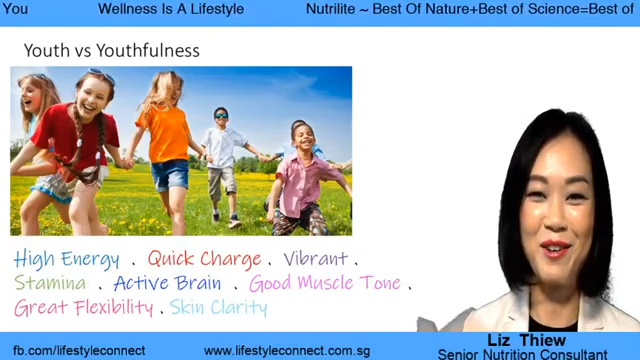 You Wellness Is A Lifestyle Nutrilite ~ Best Of Nature+Best of Science=Best of
Youth vs Youthfulness
High Energy . Quick Charge . Vibrant .
Stamina . Active Brain . Good Muscle Tone .
Great Flexibility . Skin Clarity
Liz Thiew
Senior Nutrition Consultant
fb.com/lifestyleconnect www.lifestyleconnect.com.sg